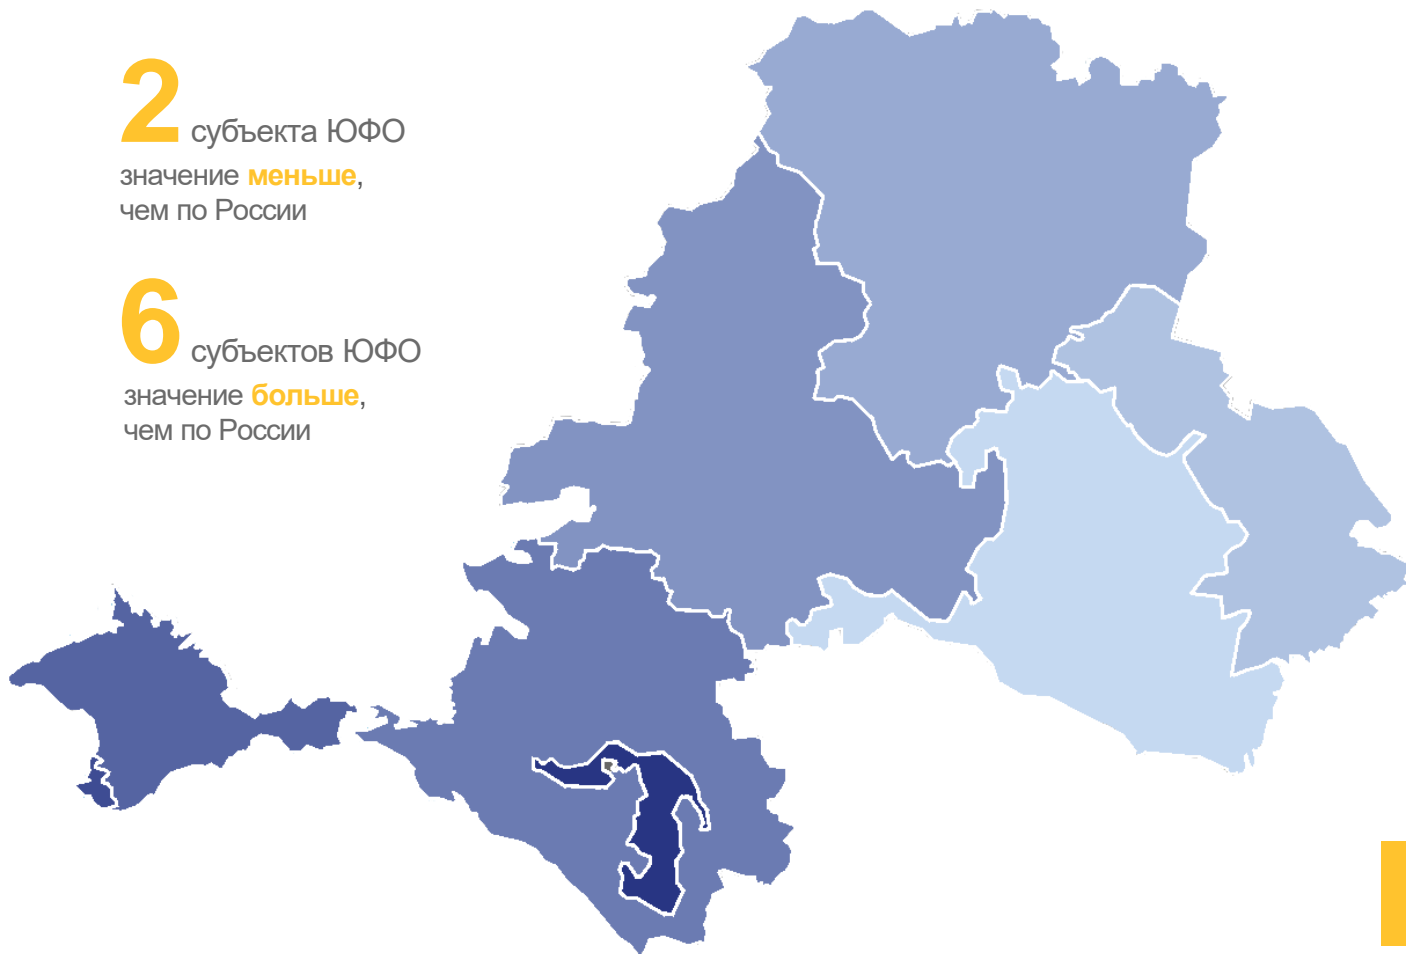 2 субъекта ЮФО
значение меньше,
чем по России
6 субъектов ЮФО
значение больше,
чем по России